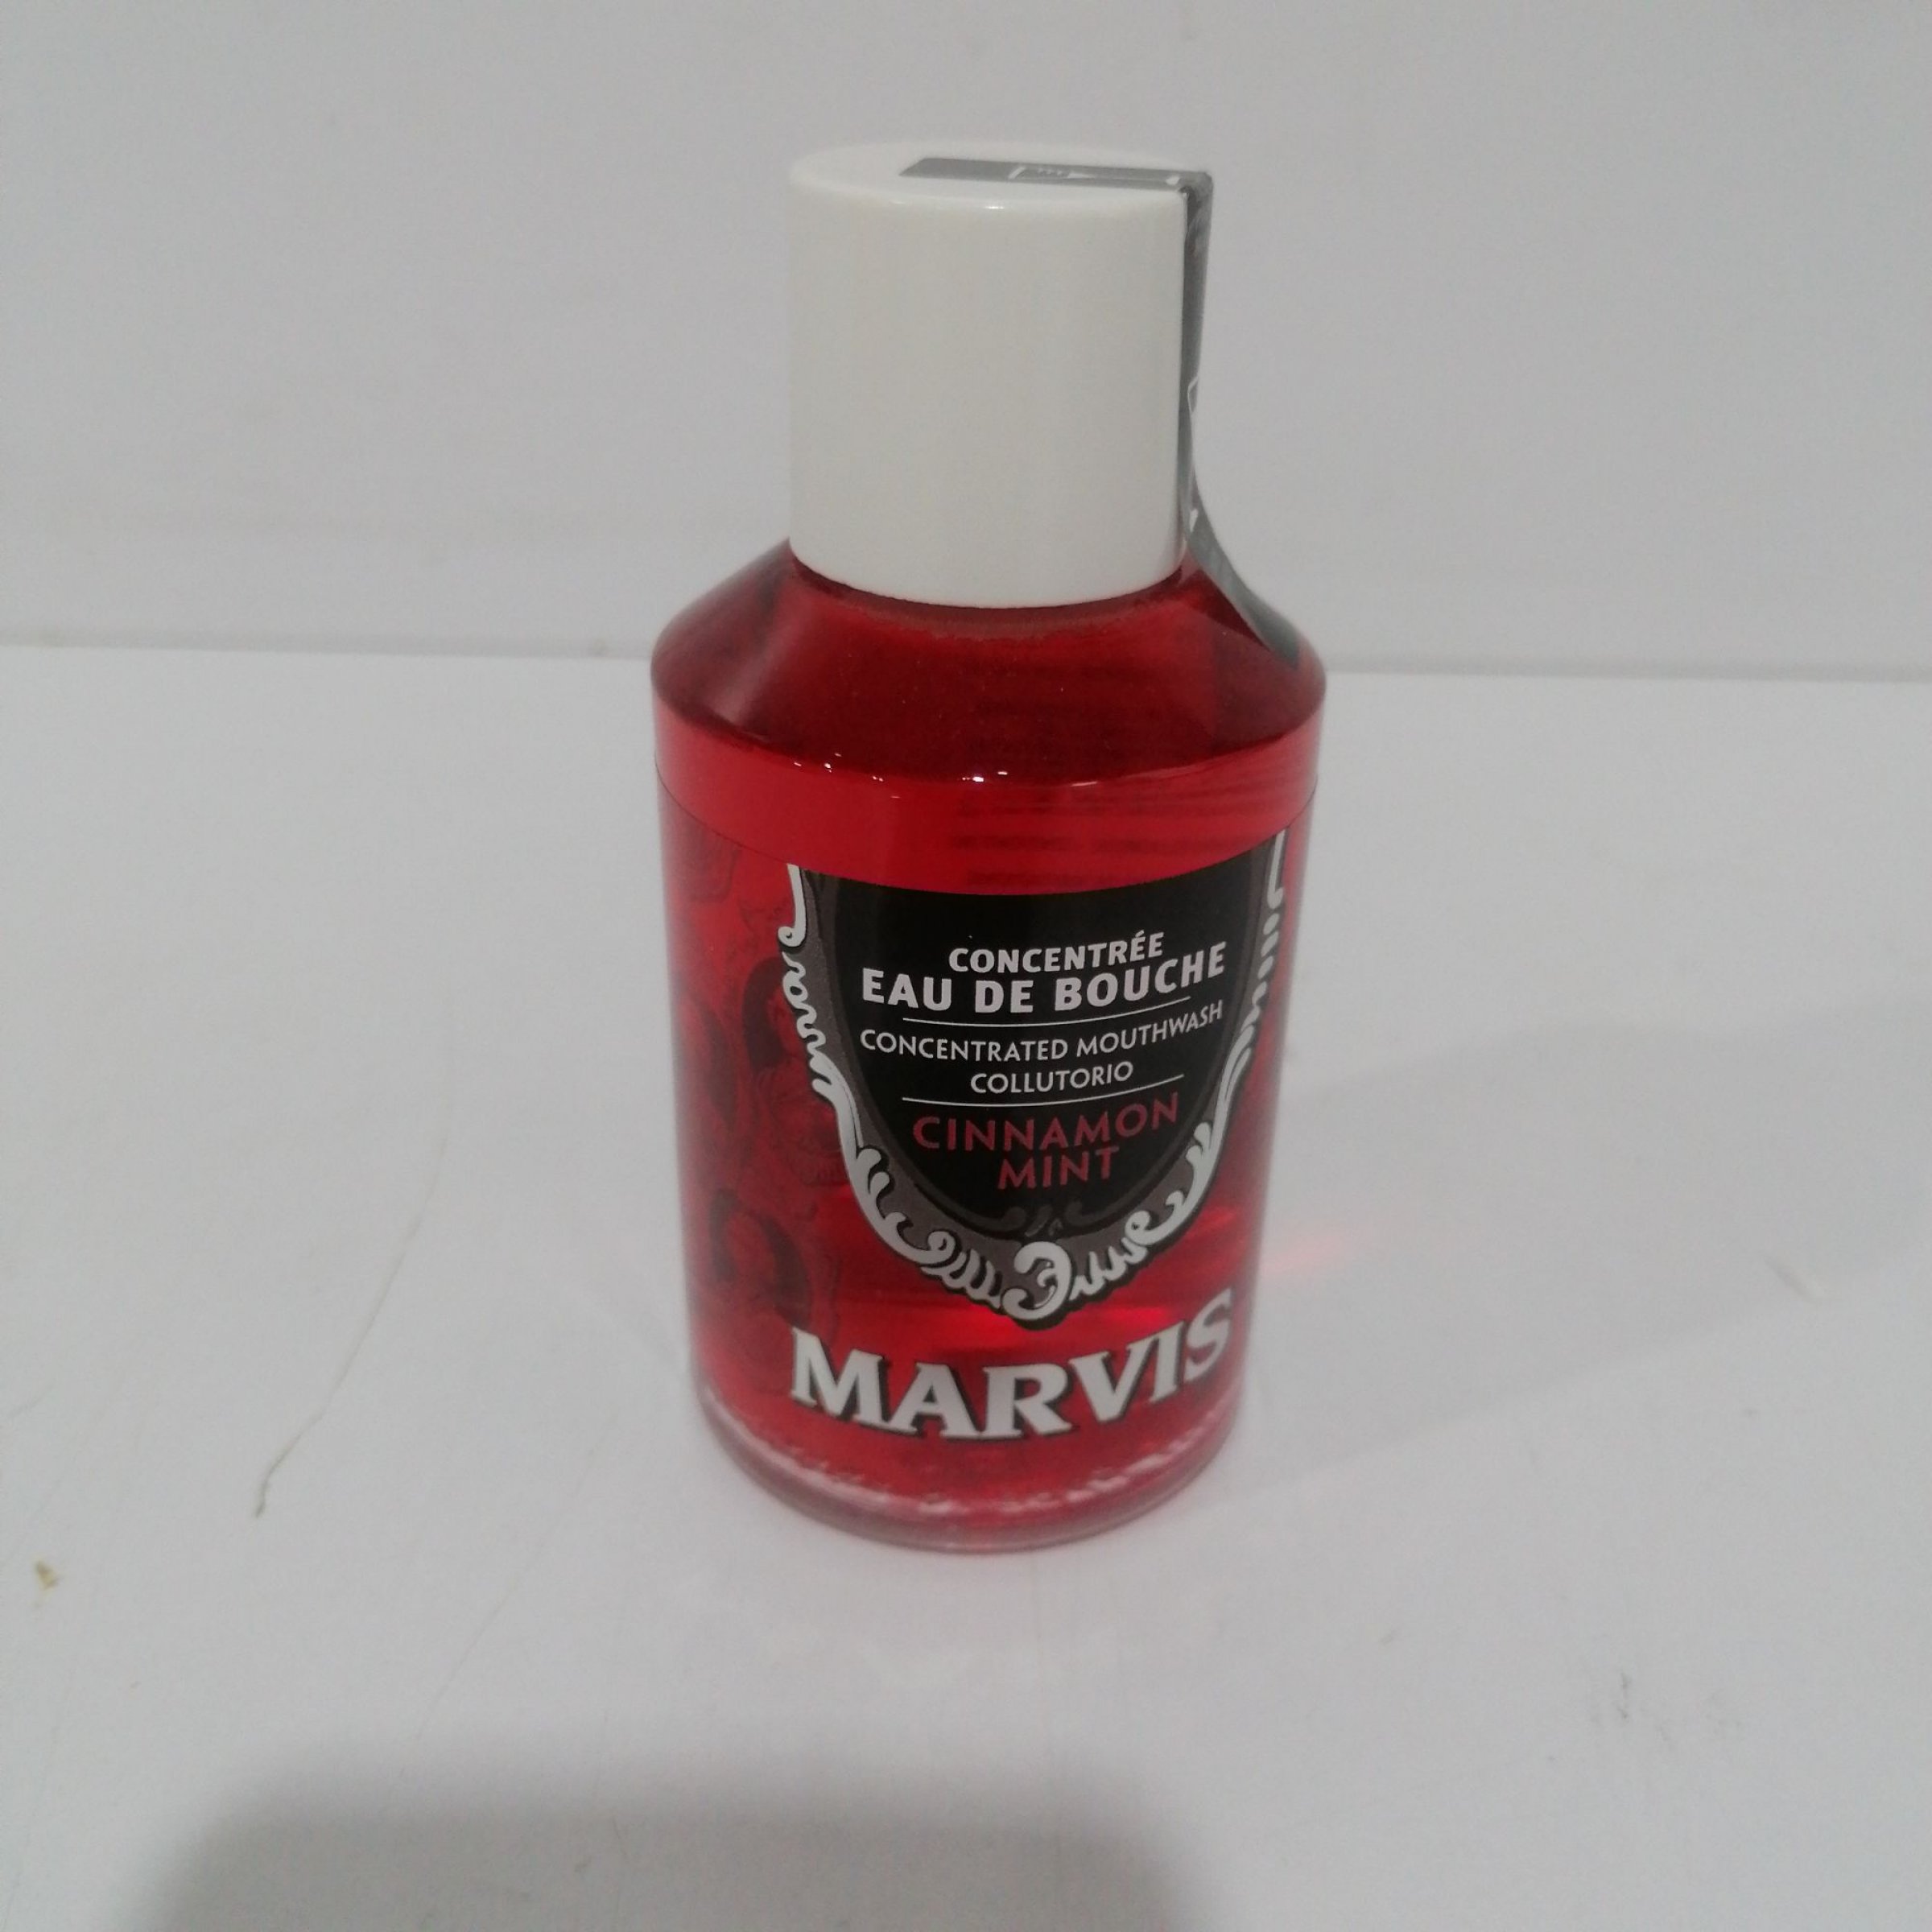 CONCENTRÉE
EAU DE BOUCHE
CONCENTRATED MOUTHWASH
COLLUTORIO
CINNAMON
MINT
MARVIS